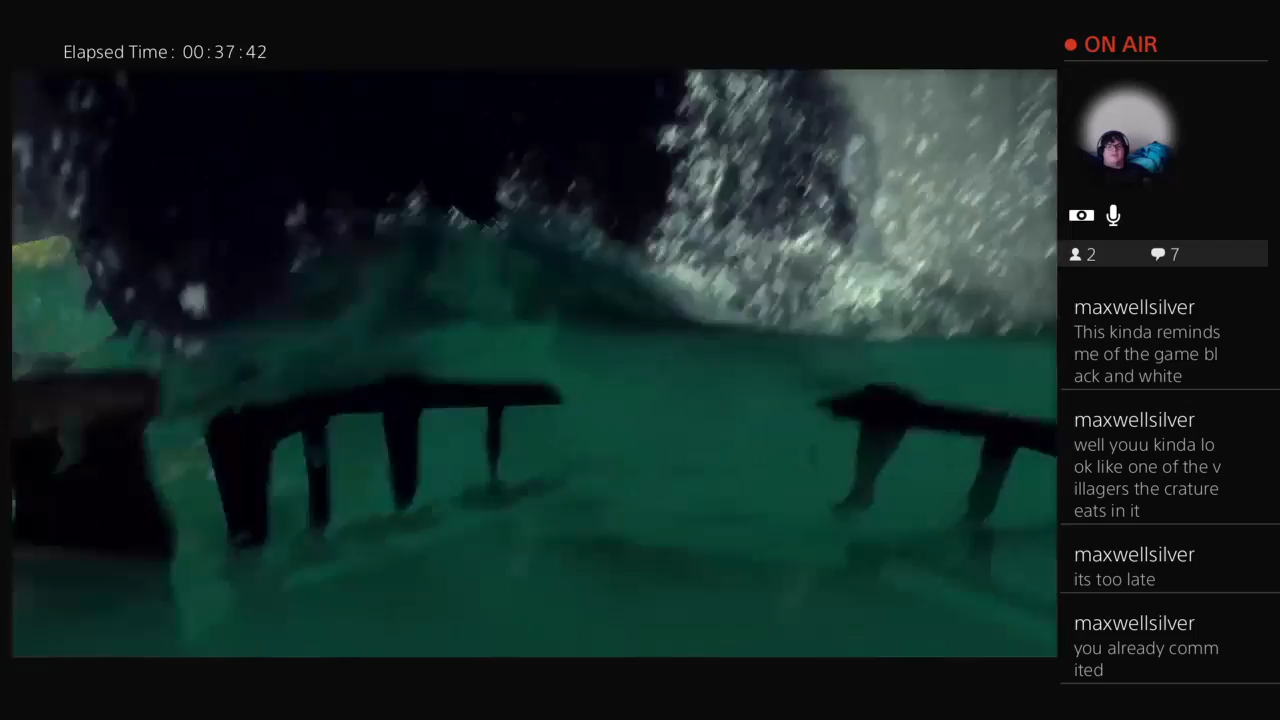 Elapsed Time: 00:37:42
ON AIR
2 7
maxwellsilver
This kinda reminds
me of the game bl
ack and white
maxwellsilver
well youu kinda lo
ok like one of the v
illagers the crature
eats in it
maxwellsilver
its too late
maxwellsilver
you already comm
ited